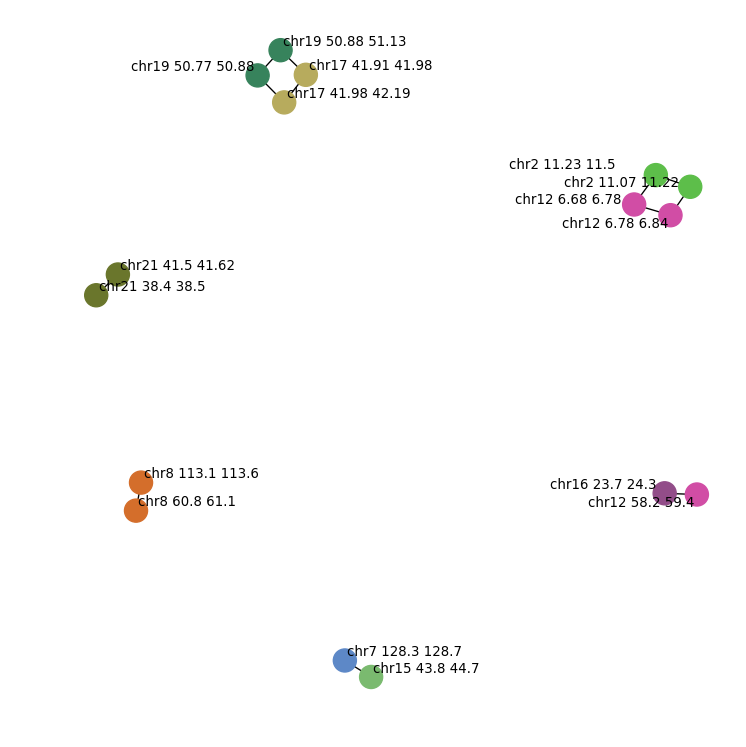 chr19 50.88 51.13
chr19 50.77 50.88
chr17 41.91 41.98
chr17 41.98 42.19
chr2 11.23 11.5
chr2 11.07 11.22
chr12 6.68 6.78
chr12 6.78 6.84
chr21 41.5 41.62
chr21 38.4 38.5
chr8 113.1 113.6
chr8 60.8 61.1
chr16 23.7 24.3
chr12 58.2 59.4
chr7 128.3 128.7
chr15 43.8 44.7